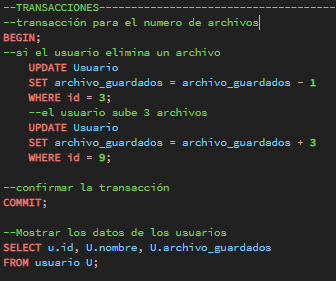 --TRANSACCIONES------------------------------------
--transacción para el numero de archivos
BEGIN;
--si el usuario elimina un archivo
UPDATE Usuario
SET archivo_guardados = archivo_guardados - 1
WHERE id = 3;
--el usuario sube 3 archivos
UPDATE Usuario
SET archivo_guardados = archivo_guardados + 3
WHERE id = 9;
--confirmar la transacción
COMMIT;
--Mostrar los datos de los usuarios
SELECT u.id, U.nombre, U.archivo_guardados
FROM usuario U;